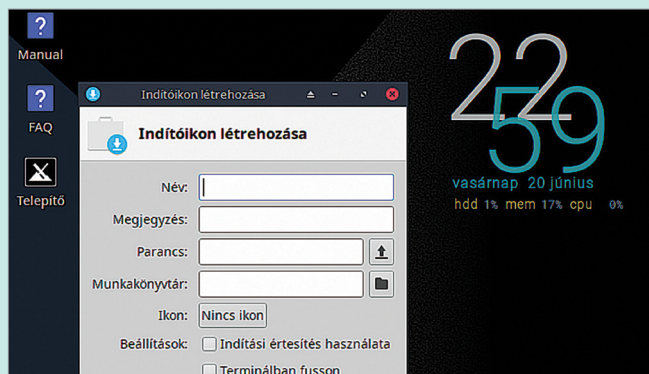 Manual
FAQ
Telepítő
Indítóikon létrehozása
Indítóikon létrehozása
Név:
Megjegyzés:
Parancs:
Munkakönyvtár:
Ikon: Nincs ikon
Beállítások: Indítási értesítés használata
Terminálban fusson
22
59
vasárnap 20 június
hdd 1% mem 17% cpu 0%